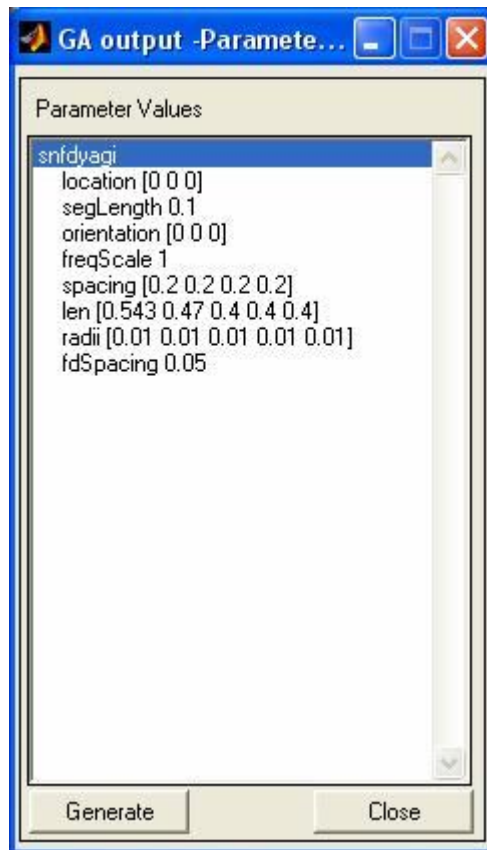 GA output -Paramete...
Parameter Values
snfdyagi
location [0 0 0]
segLength 0.1
orientation [0 0 0]
freqScale 1
spacing [0.2 0.2 0.2 0.2]
len [0.543 0.47 0.4 0.4 0.4]
radii [0.01 0.01 0.01 0.01 0.01]
fdSpacing 0.05
Generate Close